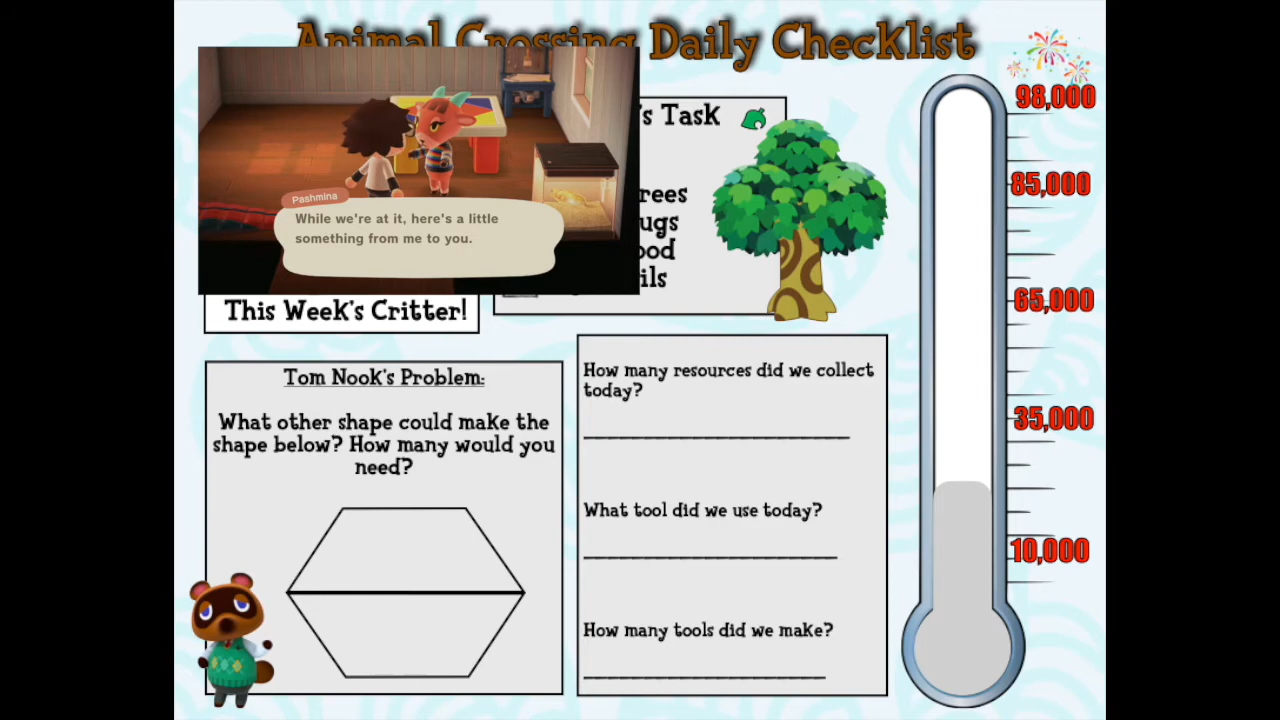 Animal Crossing Daily Checklist
's Task
rees
ugs
ood
ils
Pashmina
While we're at it, here's a little
something from me to you.
This Week's Critter!
Tom Nook's Problem:
What other shape could make the
shape below? How many would you
need?
How many resources did we collect
today?
What tool did we use today?
How many tools did we make?
98,000
85,000
65,000
35,000
10,000